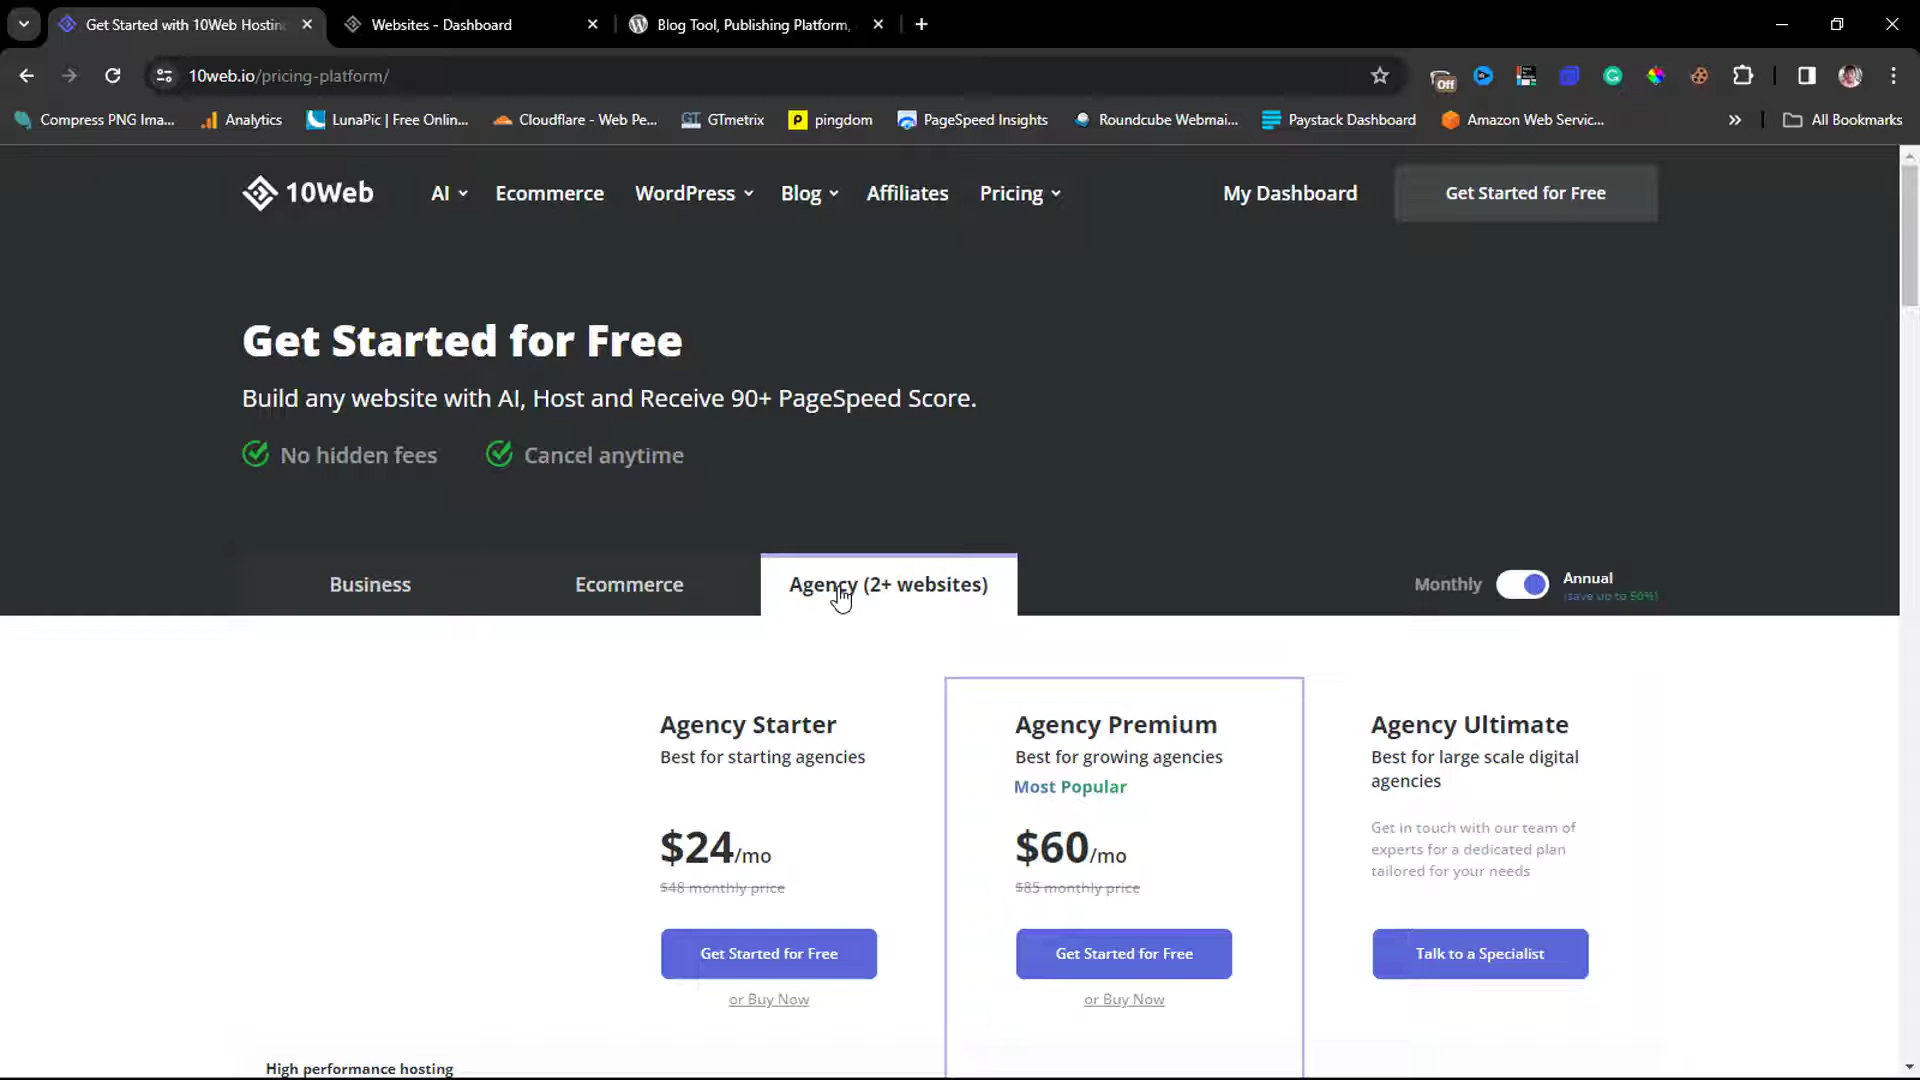 Get Started with 10Web Hostin
Websites - Dashboard
Blog Tool, Publishing Platform,
10web.io/pricing-platform/
Off
Compress PNG Ima...
Analytics
LunaPic | Free Onlin...
Cloudflare - Web Pe...
GT
GTmetrix
pingdom
PageSpeed Insights
Roundcube Webmai...
Paystack Dashboard
Amazon Web Servic...
All Bookmarks
10Web
AI
Ecommerce
WordPress
Blog
Affiliates
Pricing
My Dashboard
Get Started for Free
Get Started for Free
Build any website with AI, Host and Receive 90+ PageSpeed Score.
No hidden fees
Cancel anytime
Business
Ecommerce
Agency (2+ websites)
Monthly
Annual
(save up to 50%)
Agency Starter
Best for starting agencies
$24/mo
$48 monthly price
Get Started for Free
or Buy Now
Agency Premium
Best for growing agencies
Most Popular
$60/mo
$85 monthly price
Get Started for Free
or Buy Now
Agency Ultimate
Best for large scale digital
agencies
Get in touch with our team of
experts for a dedicated plan
tailored for your needs
Talk to a Specialist
High performance hosting